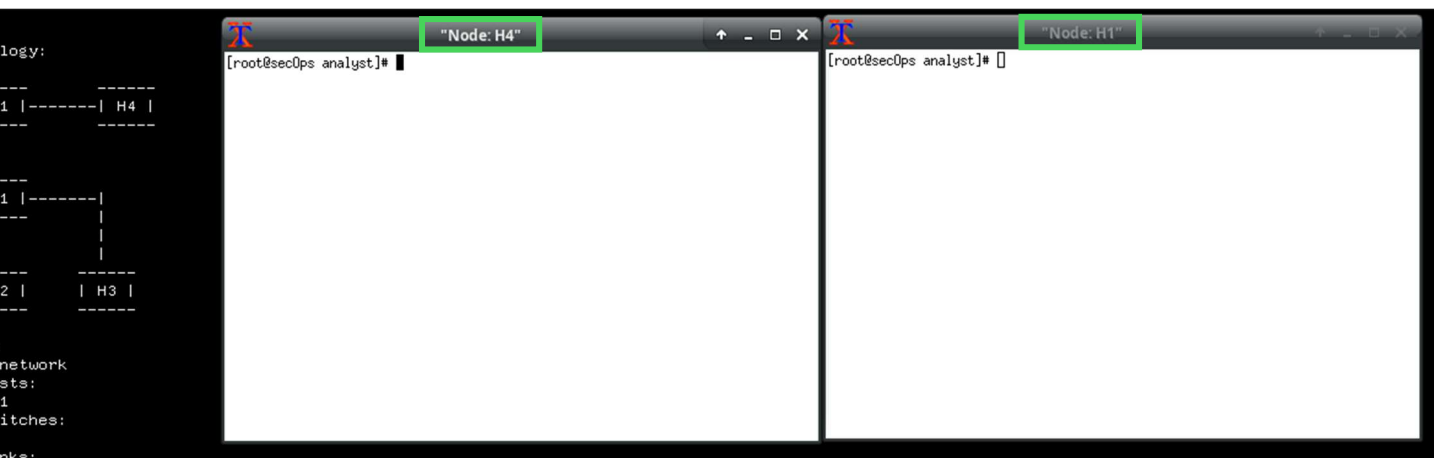 logy:
---       ------
1 |-------| H4 |
---       ------
---
1 |-------|
---       |
          |
          |
---     ------
2 |     | H3 |
---     ------
network
sts:
1
itches:
nks:
"Node: H4"
[root@secOps analyst]#
"Node: H1"
[root@secOps analyst]#